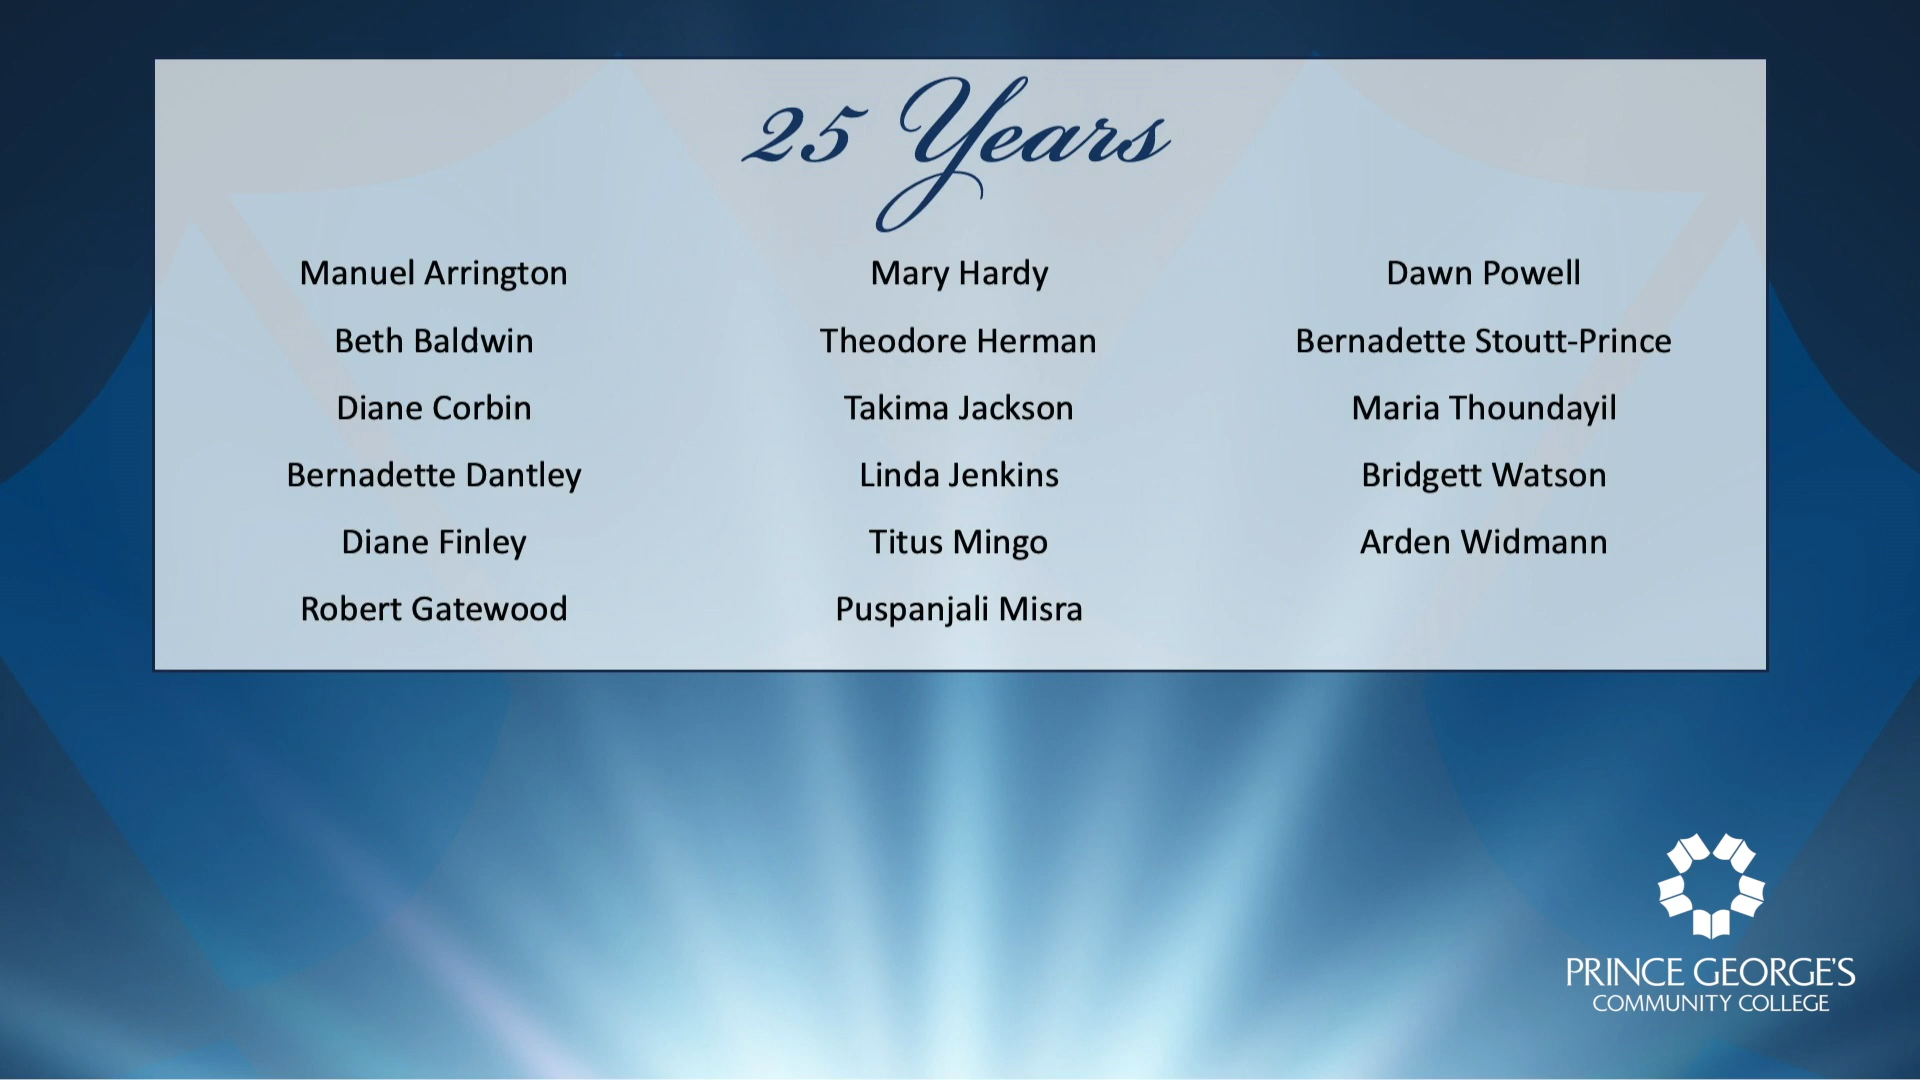 25 Years
Manuel Arrington
Beth Baldwin
Diane Corbin
Bernadette Dantley
Diane Finley
Robert Gatewood
Mary Hardy
Theodore Herman
Takima Jackson
Linda Jenkins
Titus Mingo
Puspanjali Misra
Dawn Powell
Bernadette Stoutt-Prince
Maria Thoundayil
Bridgett Watson
Arden Widmann
PRINCE GEORGE'S
COMMUNITY COLLEGE